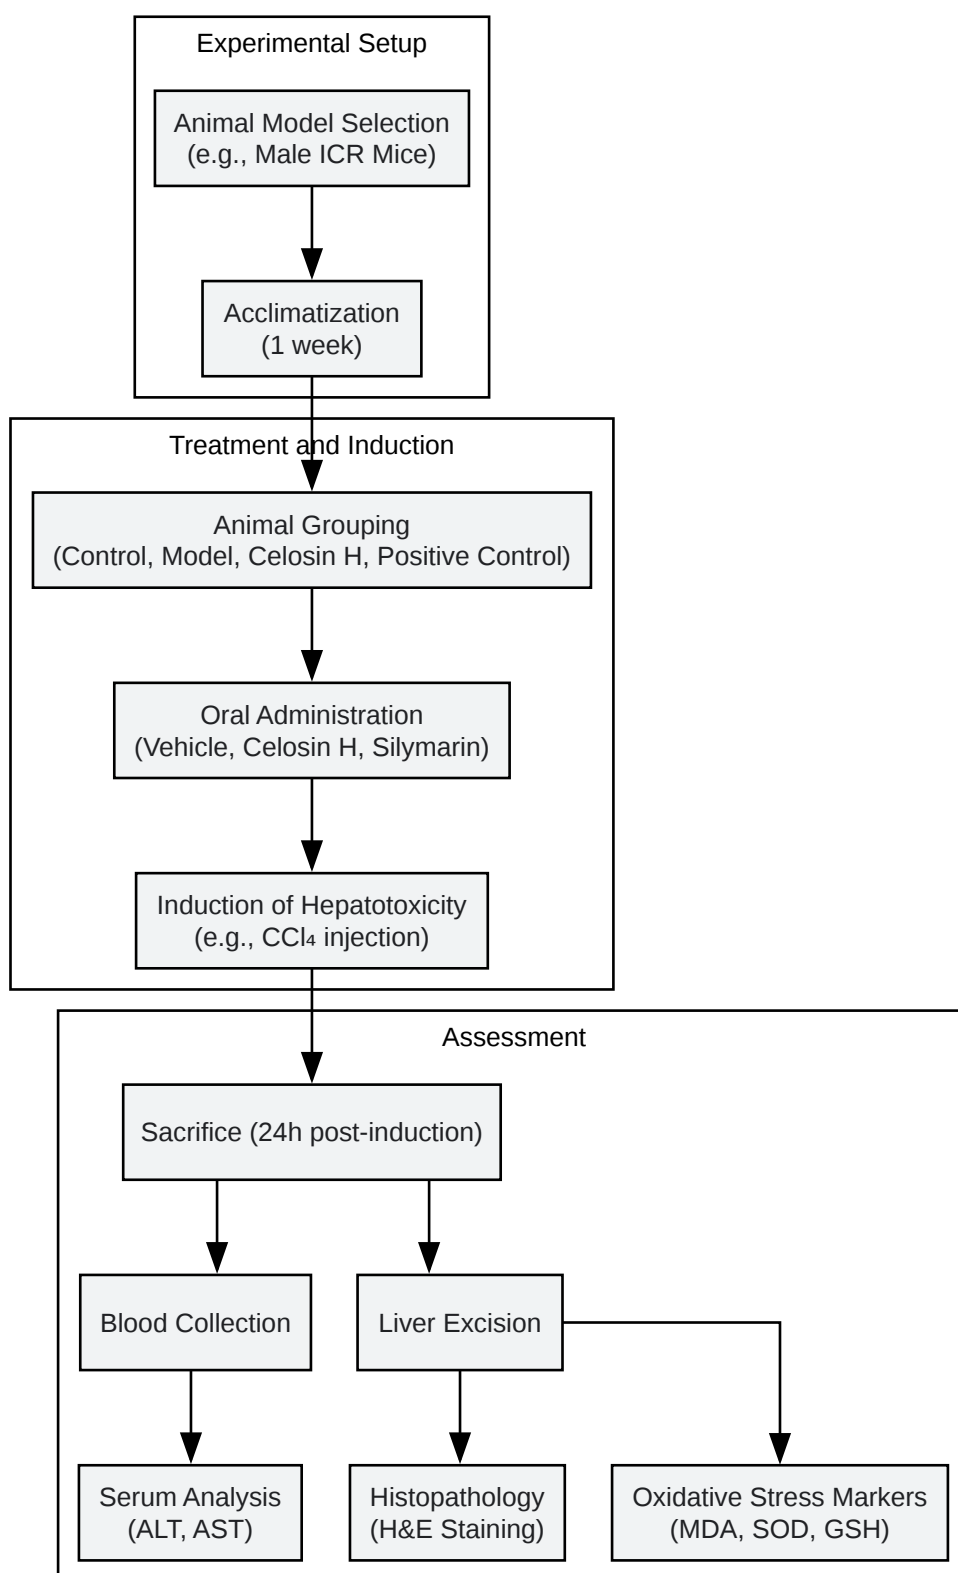 Experimental Setup
Animal Model Selection
(e.g., Male ICR Mice)
Acclimatization
(1 week)
Treatment and Induction
Animal Grouping
(Control, Model, Celosin H, Positive Control)
Oral Administration
(Vehicle, Celosin H, Silymarin)
Induction of Hepatotoxicity
(e.g., CCl₄ injection)
Assessment
Sacrifice (24h post-induction)
Blood Collection
Liver Excision
Serum Analysis
(ALT, AST)
Histopathology
(H&E Staining)
Oxidative Stress Markers
(MDA, SOD, GSH)